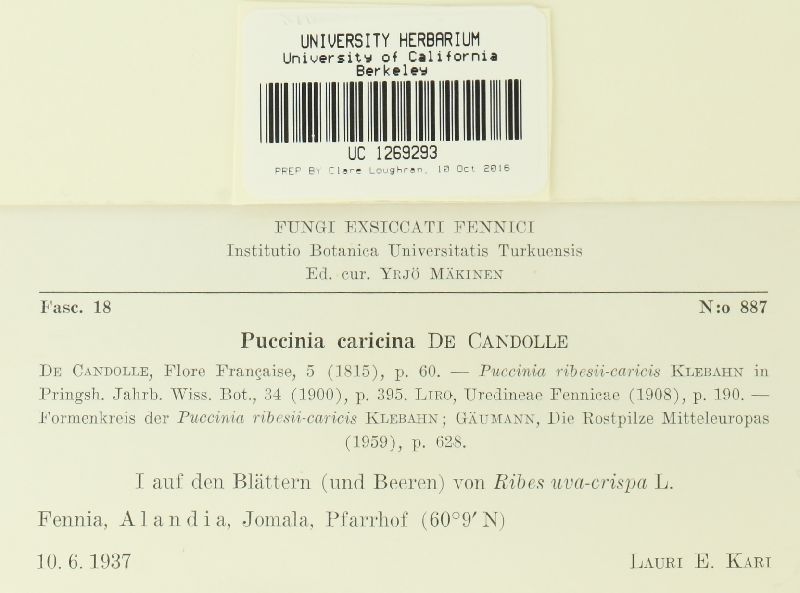 UNIVERSITY HERBARIUM
University of California
Berkeley
UC 1269293
PREP BY Clare Loughran, 10 Oct 2016
FUNGI EXSICCATI FENNICI
Institutio Botanica Universitatis Turkuensis
Ed. cur. YRJÖ MÄKINEN
Fasc. 18 N:o 887
Puccinia caricina DE CANDOLLE
DE CANDOLLE, Flore Française, 5 (1815), p. 60. — Puccinia ribesii-caricis KLEBAHN in
Pringsh. Jahrb. Wiss. Bot., 34 (1900), p. 395. LIRO, Uredineae Fennicae (1908), p. 190. —
Formenkreis der Puccinia ribesii-caricis KLEBAHN; GÄUMANN, Die Rostpilze Mitteleuropas
(1959), p. 628.
I auf den Blättern (und Beeren) von Ribes uva-crispa L.
Fennia, Alandia, Jomala, Pfarrhof (60°9′ N)
10. 6. 1937 LAURI E. KARI